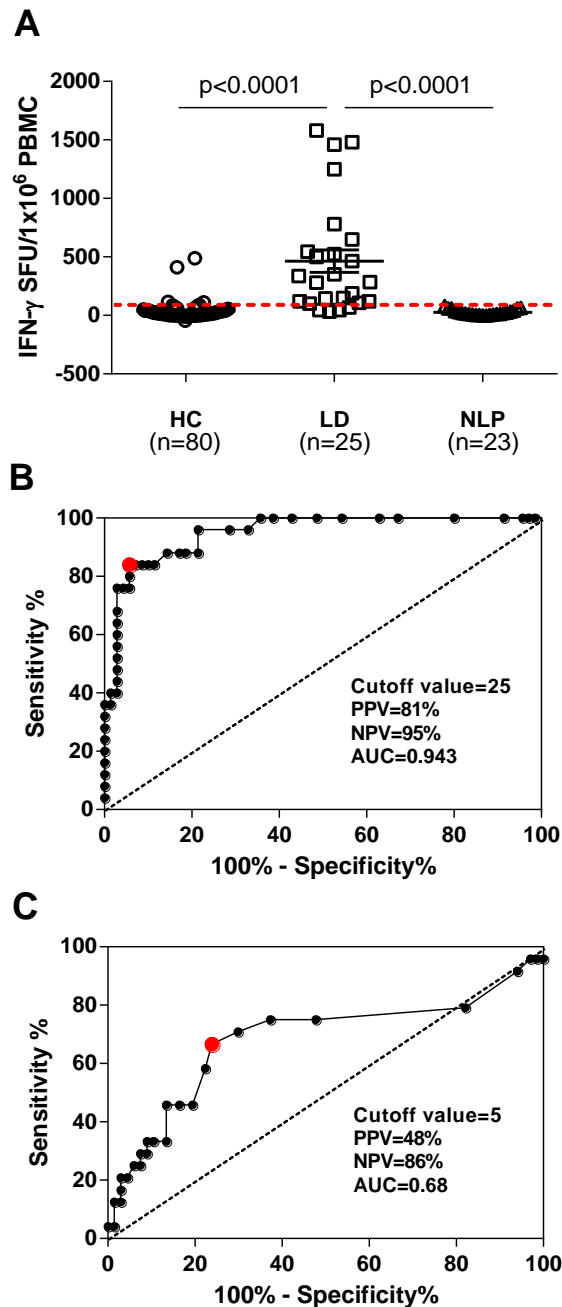 A
IFN-γ SFU/1x10⁶ PBMC
p<0.0001 p<0.0001
2000
1500
1000
500
0
-500
HC LD NLP
(n=80) (n=25) (n=23)
B
Sensitivity %
100
80
60
40
20
0
Cutoff value=25
PPV=81%
NPV=95%
AUC=0.943
0 20 40 60 80 100
100% - Specificity%
C
Sensitivity %
100
80
60
40
20
0
Cutoff value=5
PPV=48%
NPV=86%
AUC=0.68
0 20 40 60 80 100
100% - Specificity%